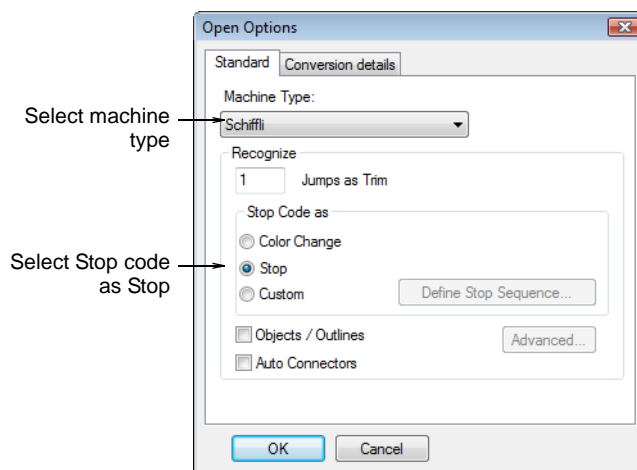 Open Options
Standard
Conversion details
Machine Type:
Select machine
type
Schiffli
Recognize
1
Jumps as Trim
Stop Code as
Color Change
Select Stop code
as Stop
Stop
Custom
Define Stop Sequence...
Objects / Outlines
Advanced...
Auto Connectors
OK
Cancel